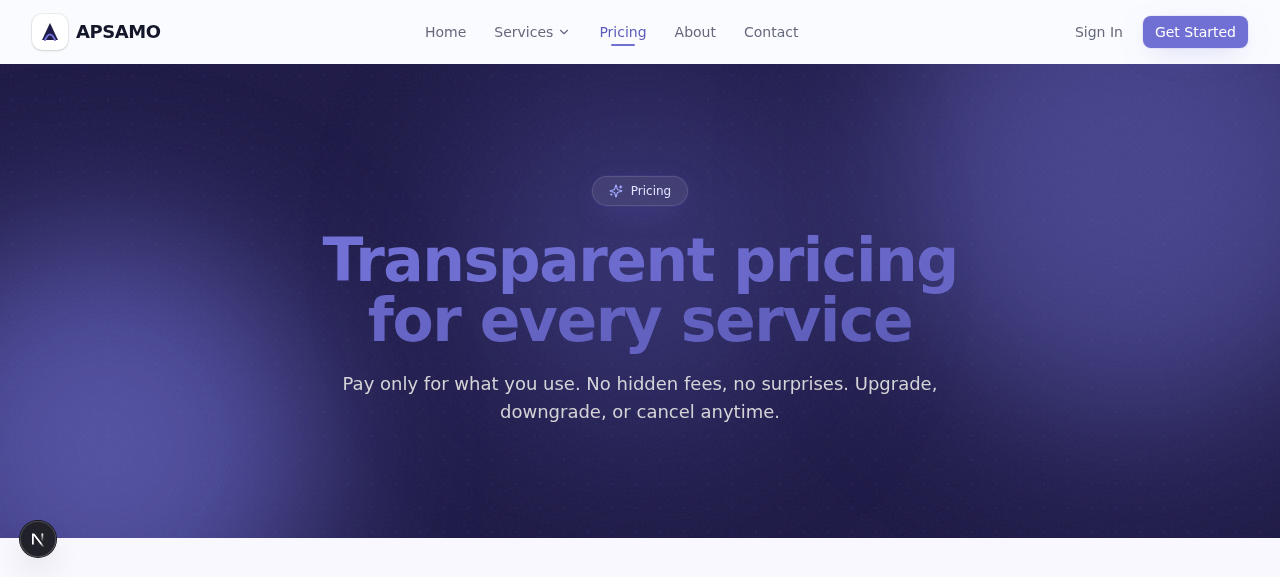 APSAMO
Home
Services
Pricing
About
Contact
Sign In
Get Started
Pricing
Transparent pricing
for every service
Pay only for what you use. No hidden fees, no surprises. Upgrade,
downgrade, or cancel anytime.
N